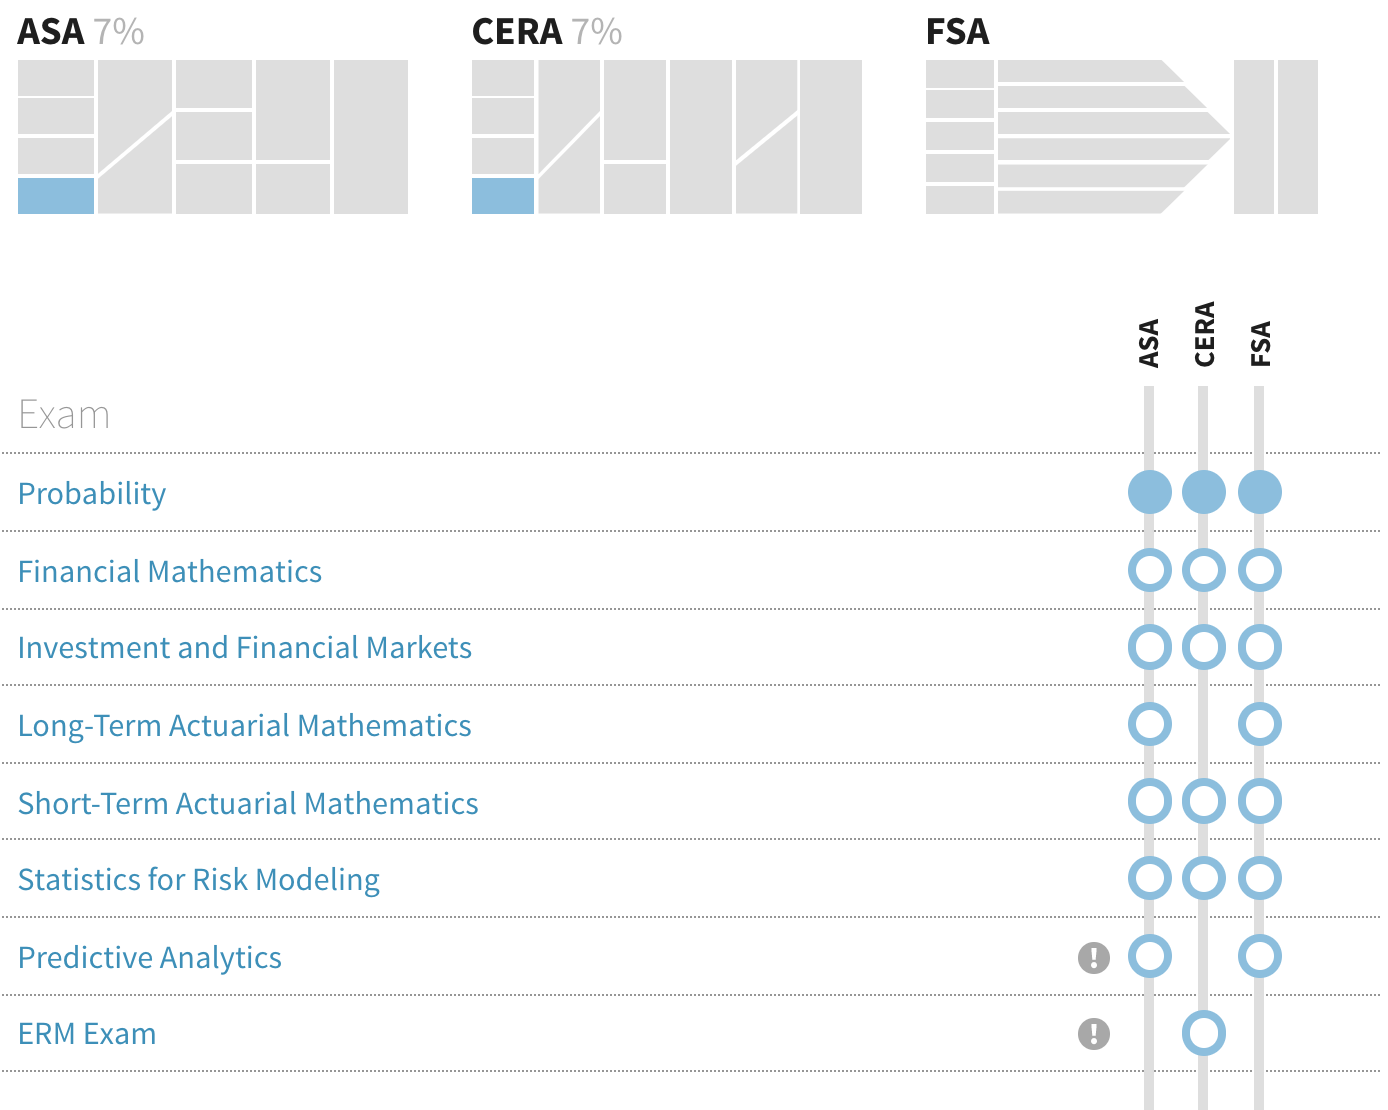 ASA 7%
CERA 7%
FSA
ASA
CERA
FSA
Exam
Probability
Financial Mathematics
Investment and Financial Markets
Long-Term Actuarial Mathematics
Short-Term Actuarial Mathematics
Statistics for Risk Modeling
Predictive Analytics !
ERM Exam !